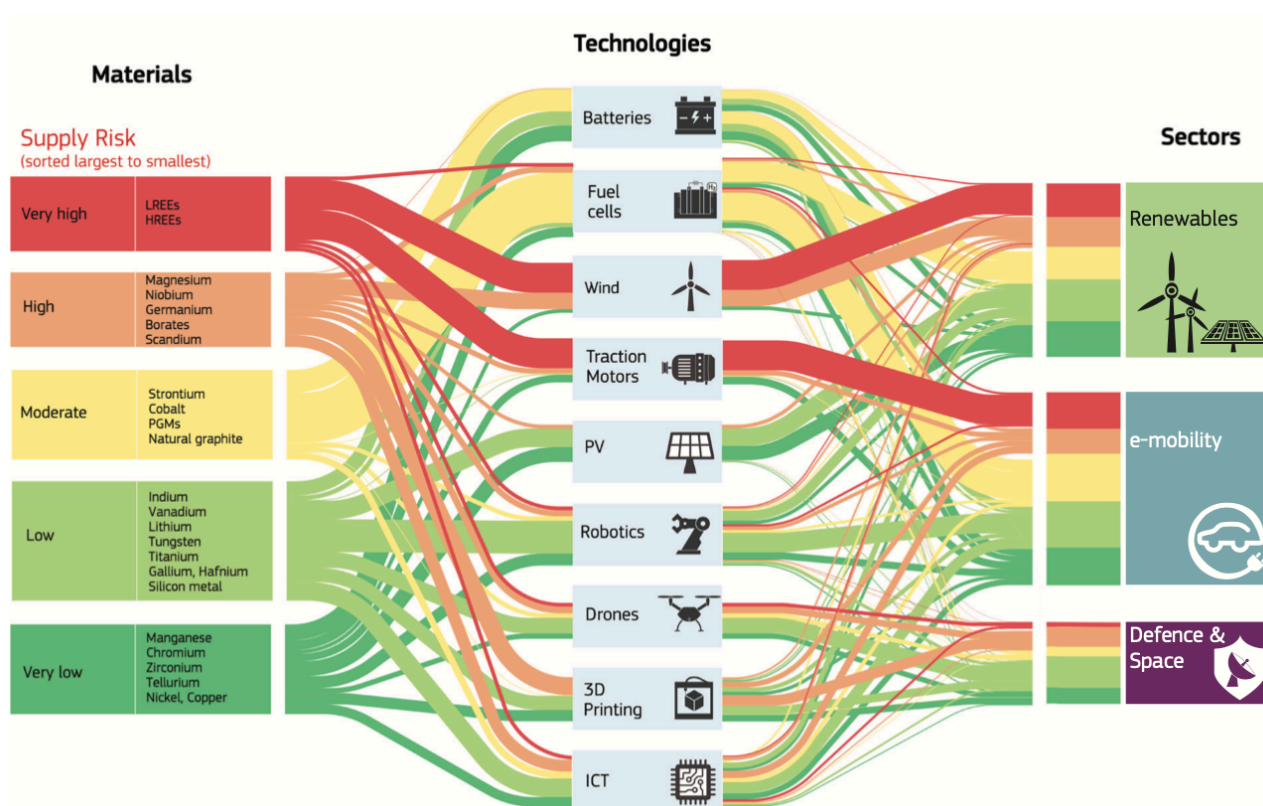 Technologies
Materials
Sectors
Supply Risk
(sorted largest to smallest)
Very high
LREEs
HREEs
High
Magnesium
Niobium
Germanium
Borates
Scandium
Moderate
Strontium
Cobalt
PGMs
Natural graphite
Low
Indium
Vanadium
Lithium
Tungsten
Titanium
Gallium, Hafnium
Silicon metal
Very low
Manganese
Chromium
Zirconium
Tellurium
Nickel, Copper
Batteries
Fuel
cells
H2
Wind
Traction
Motors
PV
Robotics
Drones
3D
Printing
ICT
Renewables
e-mobility
Defence &
Space